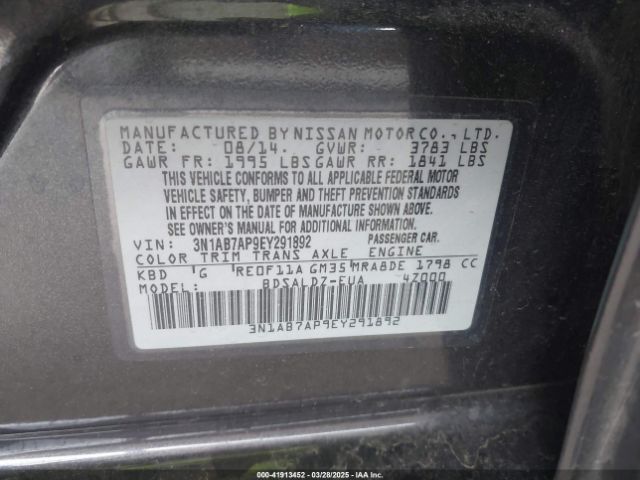 MANUFACTURED BY NISSAN MOTOR CO., LTD.
DATE: 08/14. GVWR: 3783 LBS
GAWR FR: 1995 LBS GAWR RR: 1841 LBS
THIS VEHICLE CONFORMS TO ALL APPLICABLE FEDERAL MOTOR
VEHICLE SAFETY, BUMPER AND THEFT PREVENTION STANDARDS
IN EFFECT ON THE DATE OF MANUFACTURE SHOWN ABOVE.
SEE OWNER'S MANUAL FOR ADDITIONAL INFORMATION.
VIN: 3N1AB7AP9EY291892 PASSENGER CAR.
COLOR TRIM TRANS AXLE ENGINE
KBD G RE0F11A GM35 MRA8DE 1798 CC
MODEL: BDSALDZ-EUA 4Z000
3N1AB7AP9EY291892
000-41913452 - 03/28/2025 - IAAI.COM